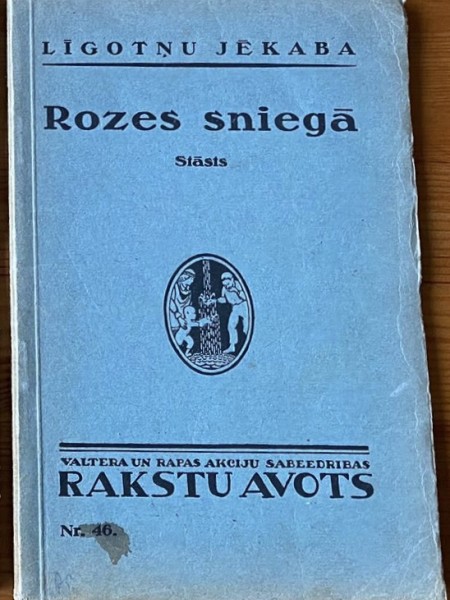 LĪGOTŅU JĒKABA
Rozes sniegā
Stāsts
VALTERA UN RAPAS AKCIJU SABEEDRIBAS
RAKSTU AVOTS
Nr. 46.